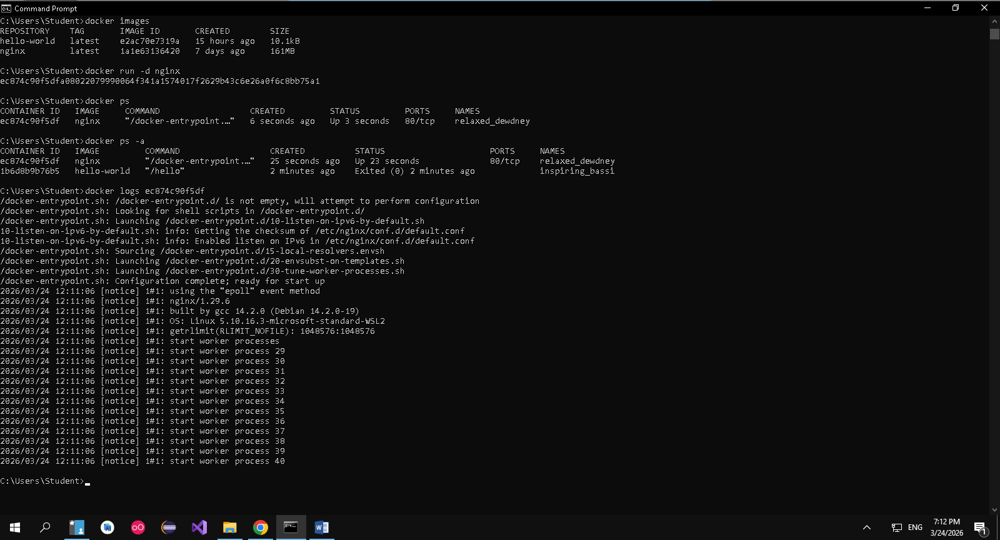 Command Prompt
C:\Users\Student>docker images
REPOSITORY    TAG       IMAGE ID       CREATED        SIZE
hello-world   latest    e2ac70e7319a   15 hours ago   10.1kB
nginx         latest    1a1e63136420   7 days ago     161MB
C:\Users\Student>docker run -d nginx
ec874c90f5dfa08022079990064f341a1574017f2629b43c6e26a0f6c8bb75a1
C:\Users\Student>docker ps
CONTAINER ID   IMAGE     COMMAND                  CREATED         STATUS         PORTS     NAMES
ec874c90f5df   nginx     "/docker-entrypoint.…"   6 seconds ago   Up 3 seconds   80/tcp    relaxed_dewdney
C:\Users\Student>docker ps -a
CONTAINER ID   IMAGE         COMMAND                  CREATED          STATUS                     PORTS     NAMES
ec874c90f5df   nginx         "/docker-entrypoint.…"   25 seconds ago   Up 23 seconds              80/tcp    relaxed_dewdney
1b6d8b9b76b5   hello-world   "/hello"                 2 minutes ago    Exited (0) 2 minutes ago             inspiring_bassi
C:\Users\Student>docker logs ec874c90f5df
/docker-entrypoint.sh: /docker-entrypoint.d/ is not empty, will attempt to perform configuration
/docker-entrypoint.sh: Looking for shell scripts in /docker-entrypoint.d/
/docker-entrypoint.sh: Launching /docker-entrypoint.d/10-listen-on-ipv6-by-default.sh
10-listen-on-ipv6-by-default.sh: info: Getting the checksum of /etc/nginx/conf.d/default.conf
10-listen-on-ipv6-by-default.sh: info: Enabled listen on IPv6 in /etc/nginx/conf.d/default.conf
/docker-entrypoint.sh: Sourcing /docker-entrypoint.d/15-local-resolvers.envsh
/docker-entrypoint.sh: Launching /docker-entrypoint.d/20-envsubst-on-templates.sh
/docker-entrypoint.sh: Launching /docker-entrypoint.d/30-tune-worker-processes.sh
/docker-entrypoint.sh: Configuration complete; ready for start up
2026/03/24 12:11:06 [notice] 1#1: using the "epoll" event method
2026/03/24 12:11:06 [notice] 1#1: nginx/1.29.6
2026/03/24 12:11:06 [notice] 1#1: built by gcc 14.2.0 (Debian 14.2.0-19)
2026/03/24 12:11:06 [notice] 1#1: OS: Linux 5.10.16.3-microsoft-standard-WSL2
2026/03/24 12:11:06 [notice] 1#1: getrlimit(RLIMIT_NOFILE): 1048576:1048576
2026/03/24 12:11:06 [notice] 1#1: start worker processes
2026/03/24 12:11:06 [notice] 1#1: start worker process 29
2026/03/24 12:11:06 [notice] 1#1: start worker process 30
2026/03/24 12:11:06 [notice] 1#1: start worker process 31
2026/03/24 12:11:06 [notice] 1#1: start worker process 32
2026/03/24 12:11:06 [notice] 1#1: start worker process 33
2026/03/24 12:11:06 [notice] 1#1: start worker process 34
2026/03/24 12:11:06 [notice] 1#1: start worker process 35
2026/03/24 12:11:06 [notice] 1#1: start worker process 36
2026/03/24 12:11:06 [notice] 1#1: start worker process 37
2026/03/24 12:11:06 [notice] 1#1: start worker process 38
2026/03/24 12:11:06 [notice] 1#1: start worker process 39
2026/03/24 12:11:06 [notice] 1#1: start worker process 40
C:\Users\Student>
ENG
7:12 PM
3/24/2026
1